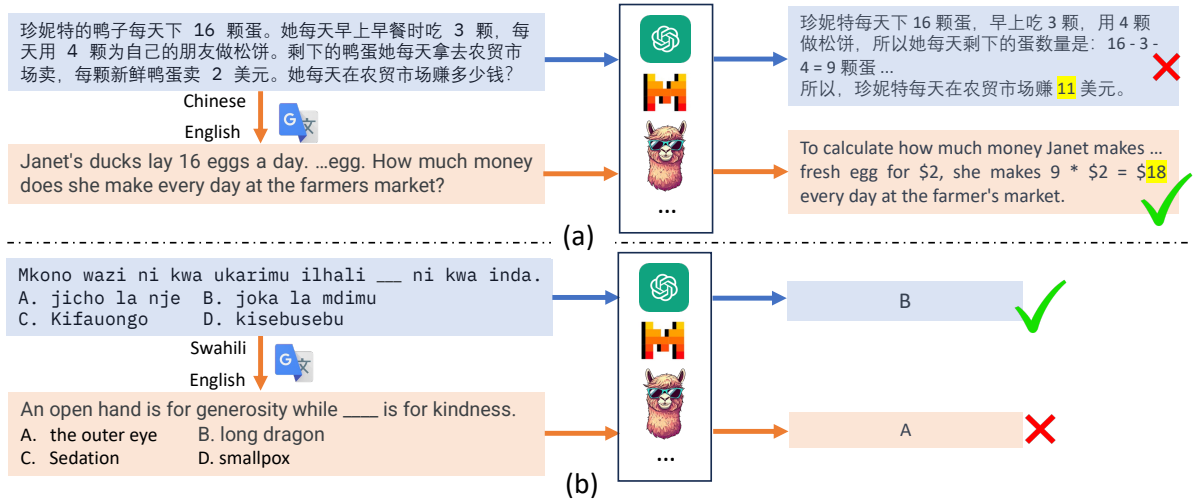 珍妮特的鸭子每天下 16 颗蛋。她每天早上早餐时吃 3 颗，每
天用 4 颗为自己的朋友做松饼。剩下的鸭蛋她每天拿去农贸市
场卖，每颗新鲜鸭蛋卖 2 美元。她每天在农贸市场赚多少钱？
珍妮特每天下 16 颗蛋，早上吃 3 颗，用 4 颗
做松饼，所以她每天剩下的蛋数量是：16 - 3 -
4 = 9 颗蛋 ...
所以，珍妮特每天在农贸市场赚 11 美元。
Chinese
English
G 文
Janet's ducks lay 16 eggs a day. ...egg. How much money
does she make every day at the farmers market?
To calculate how much money Janet makes ...
fresh egg for $2, she makes 9 * $2 = $18
every day at the farmer's market.
...
(a)
Mkono wazi ni kwa ukarimu ilhali ___ ni kwa inda.
A. jicho la nje B. joka la mdimu
C. Kifauongo D. kisebusebu
B
Swahili
English
G 文
An open hand is for generosity while ____ is for kindness.
A. the outer eye B. long dragon
C. Sedation D. smallpox
A
...
(b)